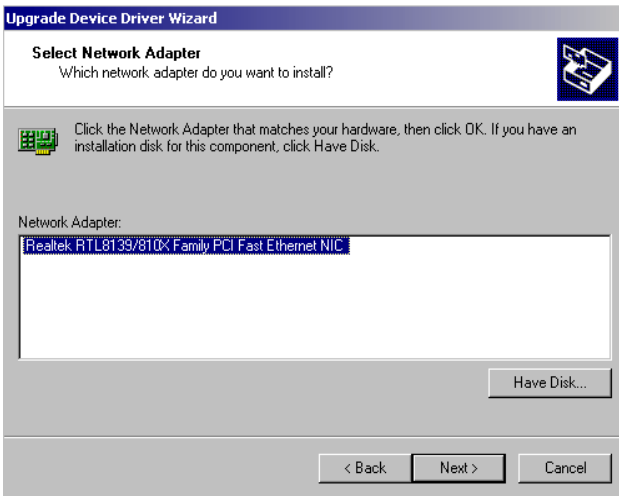 Upgrade Device Driver Wizard
Select Network Adapter
Which network adapter do you want to install?
Click the Network Adapter that matches your hardware, then click OK. If you have an
installation disk for this component, click Have Disk.
Network Adapter:
Realtek RTL8139/810X Family PCI Fast Ethernet NIC
Have Disk...
< Back
Next >
Cancel